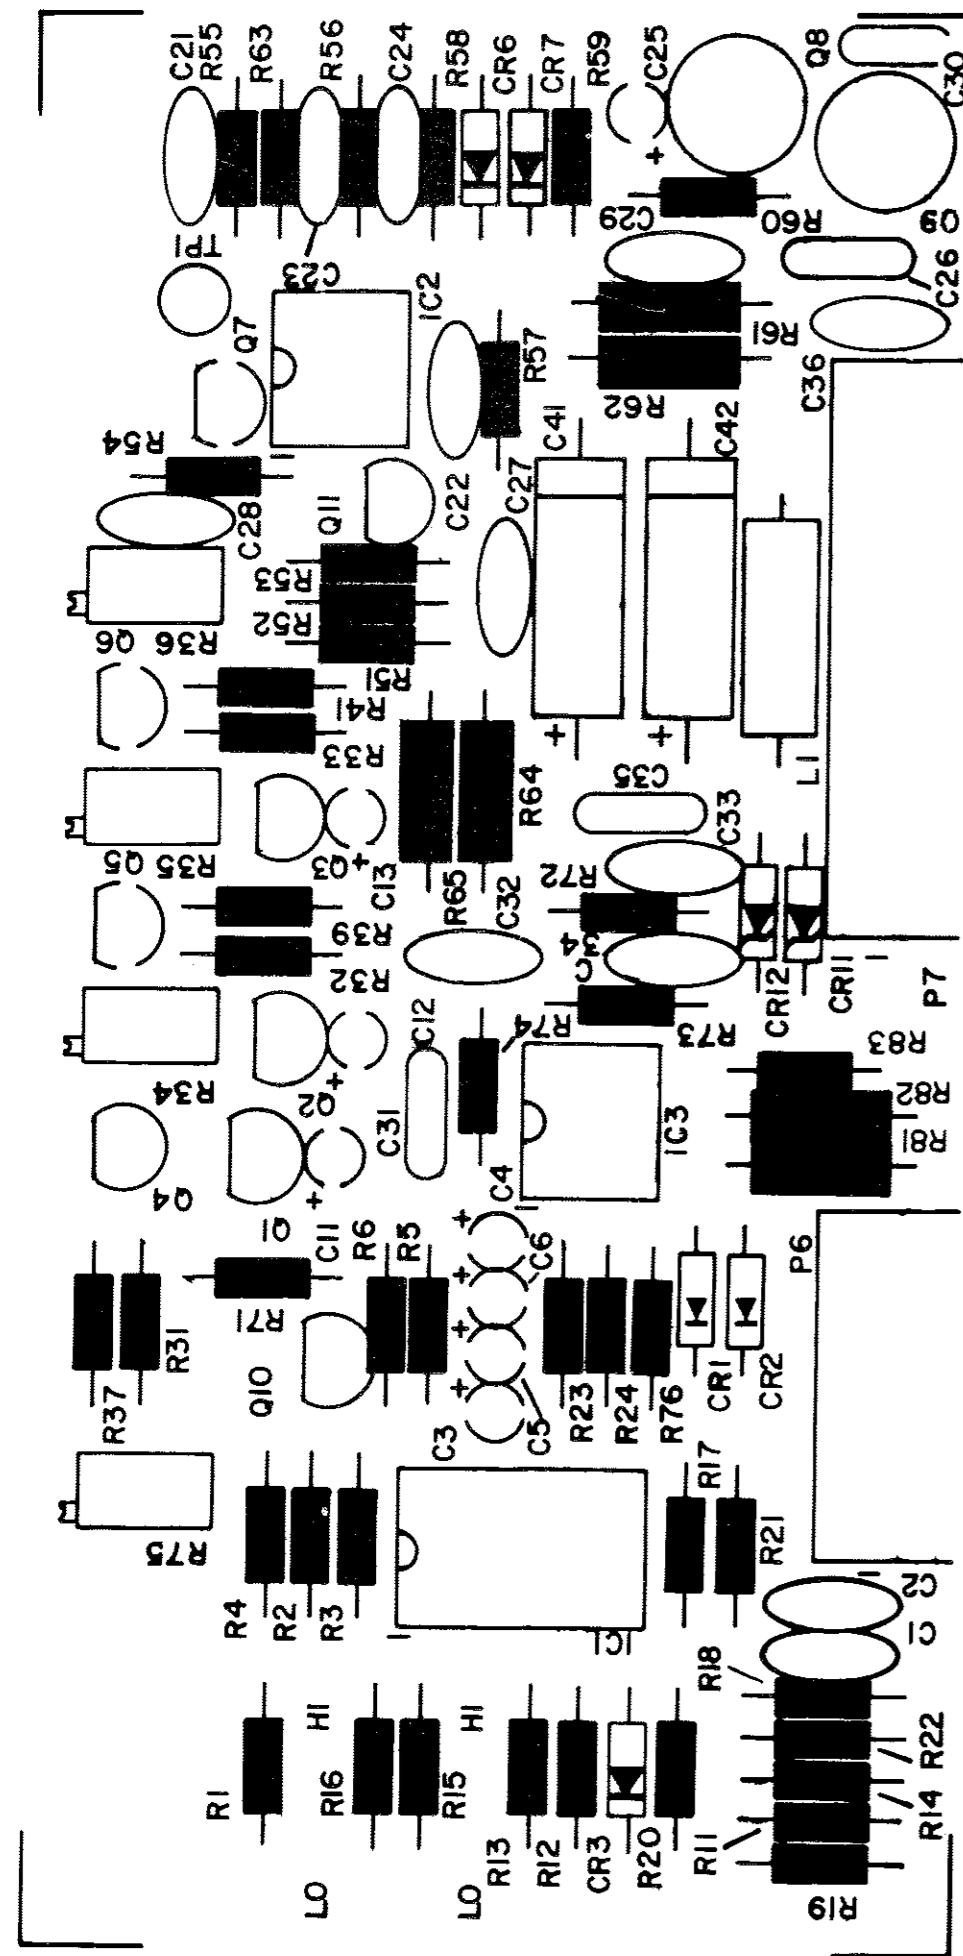 C21
R55
R63
R56
C24
R58
CR6
CR7
R59
C25
Q8
C30
+
TP1
C23
C29
R60
Q9
C26
Q7
IC2
R57
R61
R62
C36
R54
C41
C42
C28
Q11
C22
C27
R53
R52
R51
Q6
R36
R41
R33
R64
+
+
C35
L1
C33
Q5
R35
Q3
+
C13
R65
C32
R72
R39
R32
C34
CR12
CR11
P7
R34
Q2
+
C12
R74
R73
R83
R82
R81
C31
IC3
Q4
Q1
+
C11
C4
R6
R5
+
C6
P6
R71
+
+
+
R31
R37
Q10
C3
C5
R23
R24
R76
CR1
CR2
R17
R75
R21
R4
R2
R3
IC1
C2
C1
R18
R1
HI
R16
R15
HI
R22
R14
R13
R12
CR3
R20
R11
R19
LO
LO